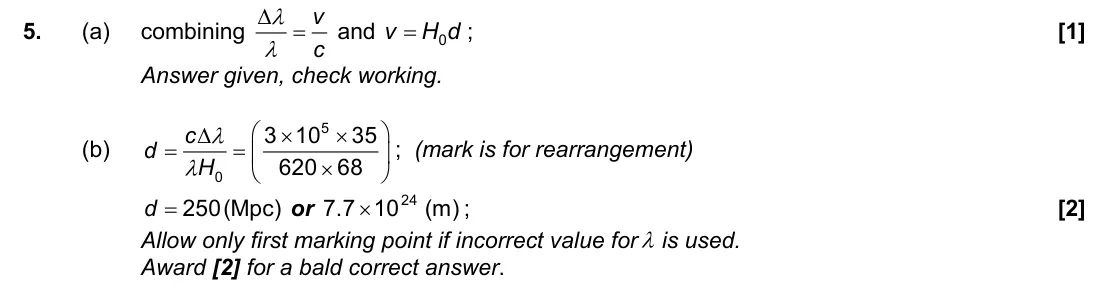 5. (a) combining Δλ/λ = v/c and v = H₀d ; [1]
Answer given, check working.
(b) d = cΔλ/λH₀ = (3×10⁵×35/620×68) ; (mark is for rearrangement)
d = 250(Mpc) or 7.7×10²⁴ (m) ; [2]
Allow only first marking point if incorrect value for λ is used.
Award [2] for a bald correct answer.